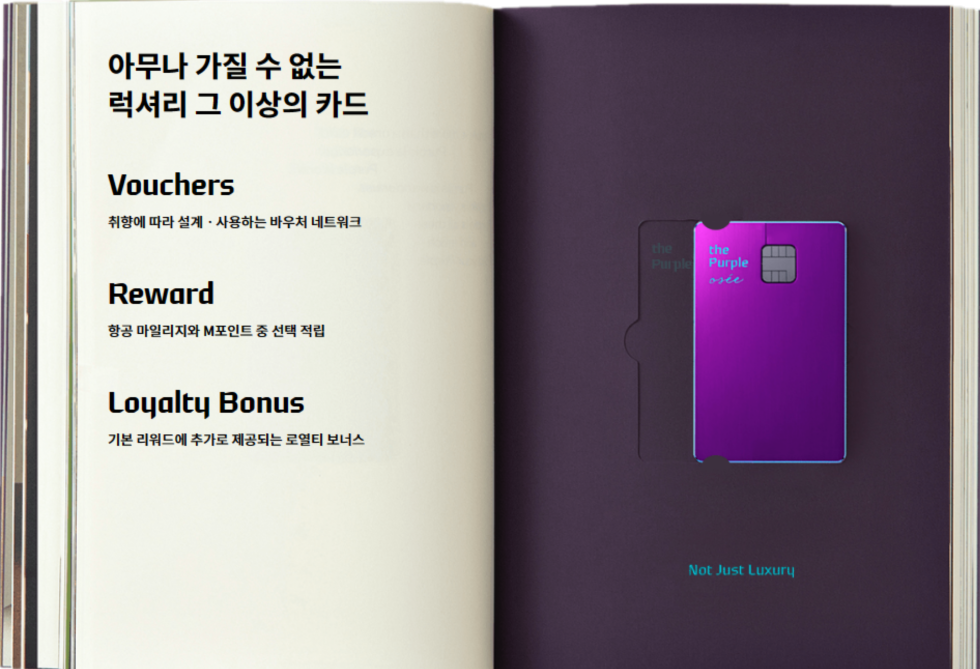 아무나 가질 수 없는
럭셔리 그 이상의 카드
Vouchers
취향에 따라 설계 · 사용하는 바우처 네트워크
Reward
항공 마일리지와 M포인트 중 선택 적립
Loyalty Bonus
기본 리워드에 추가로 제공되는 로열티 보너스
the
Purple
the
Purple
osée
Not Just Luxury